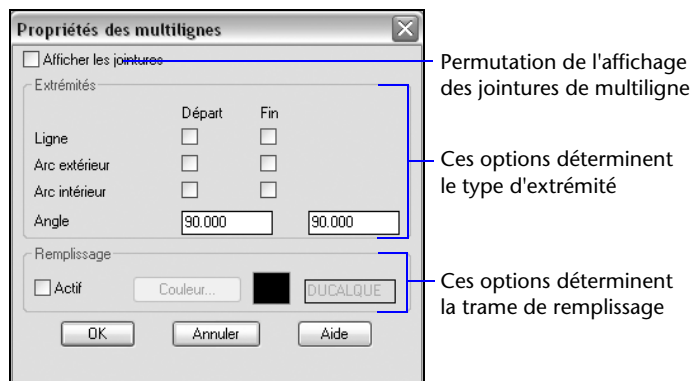 Propriétés des multilignes
Afficher les jointures
Permutation de l'affichage
des jointures de multiligne
Extrémités
Départ Fin
Ligne
Arc extérieur
Arc intérieur
Angle 90.000 90.000
Ces options déterminent
le type d'extrémité
Remplissage
Actif Couleur... DUCALQUE
Ces options déterminent
la trame de remplissage
OK Annuler Aide